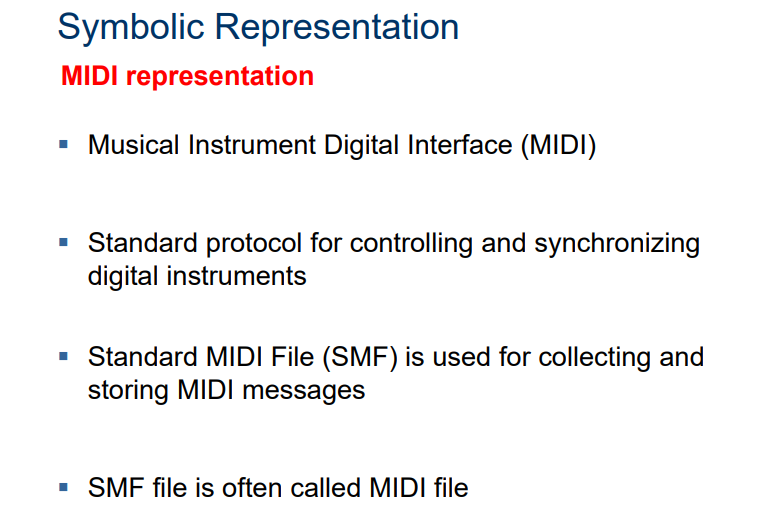 Symbolic Representation
MIDI representation
▪ Musical Instrument Digital Interface (MIDI)
▪ Standard protocol for controlling and synchronizing
digital instruments
▪ Standard MIDI File (SMF) is used for collecting and
storing MIDI messages
▪ SMF file is often called MIDI file